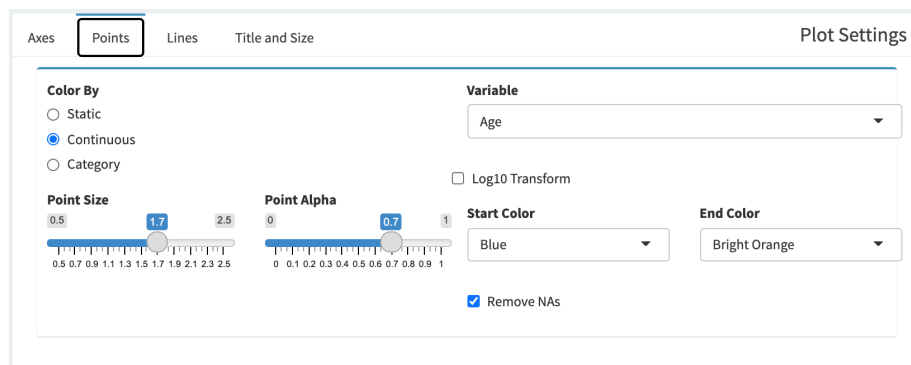 Axes Points Lines Title and Size Plot Settings
Color By Variable
Static
Age
Continuous
Category
Log10 Transform
Point Size Point Alpha Start Color End Color
0.5 1.7 2.5 0 0.7 1
Blue Bright Orange
0.5 0.7 0.9 1.1 1.3 1.5 1.7 1.9 2.1 2.3 2.5 0 0.1 0.2 0.3 0.4 0.5 0.6 0.7 0.8 0.9 1
Remove NAs